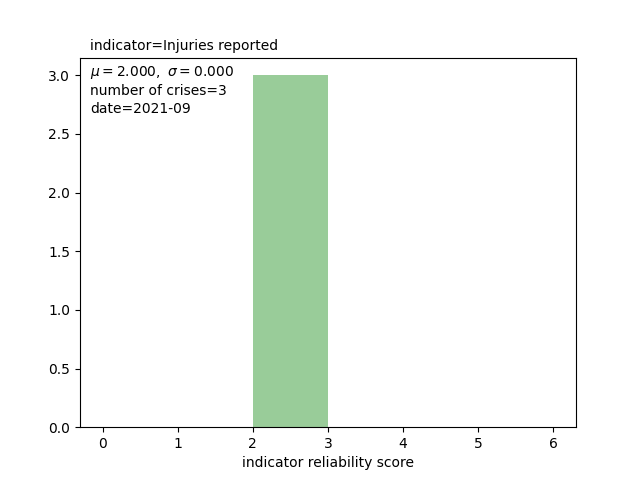 indicator=Injuries reported
μ = 2.000, σ = 0.000
number of crises=3
date=2021-09
3.0
2.5
2.0
1.5
1.0
0.5
0.0
0 1 2 3 4 5 6
indicator reliability score